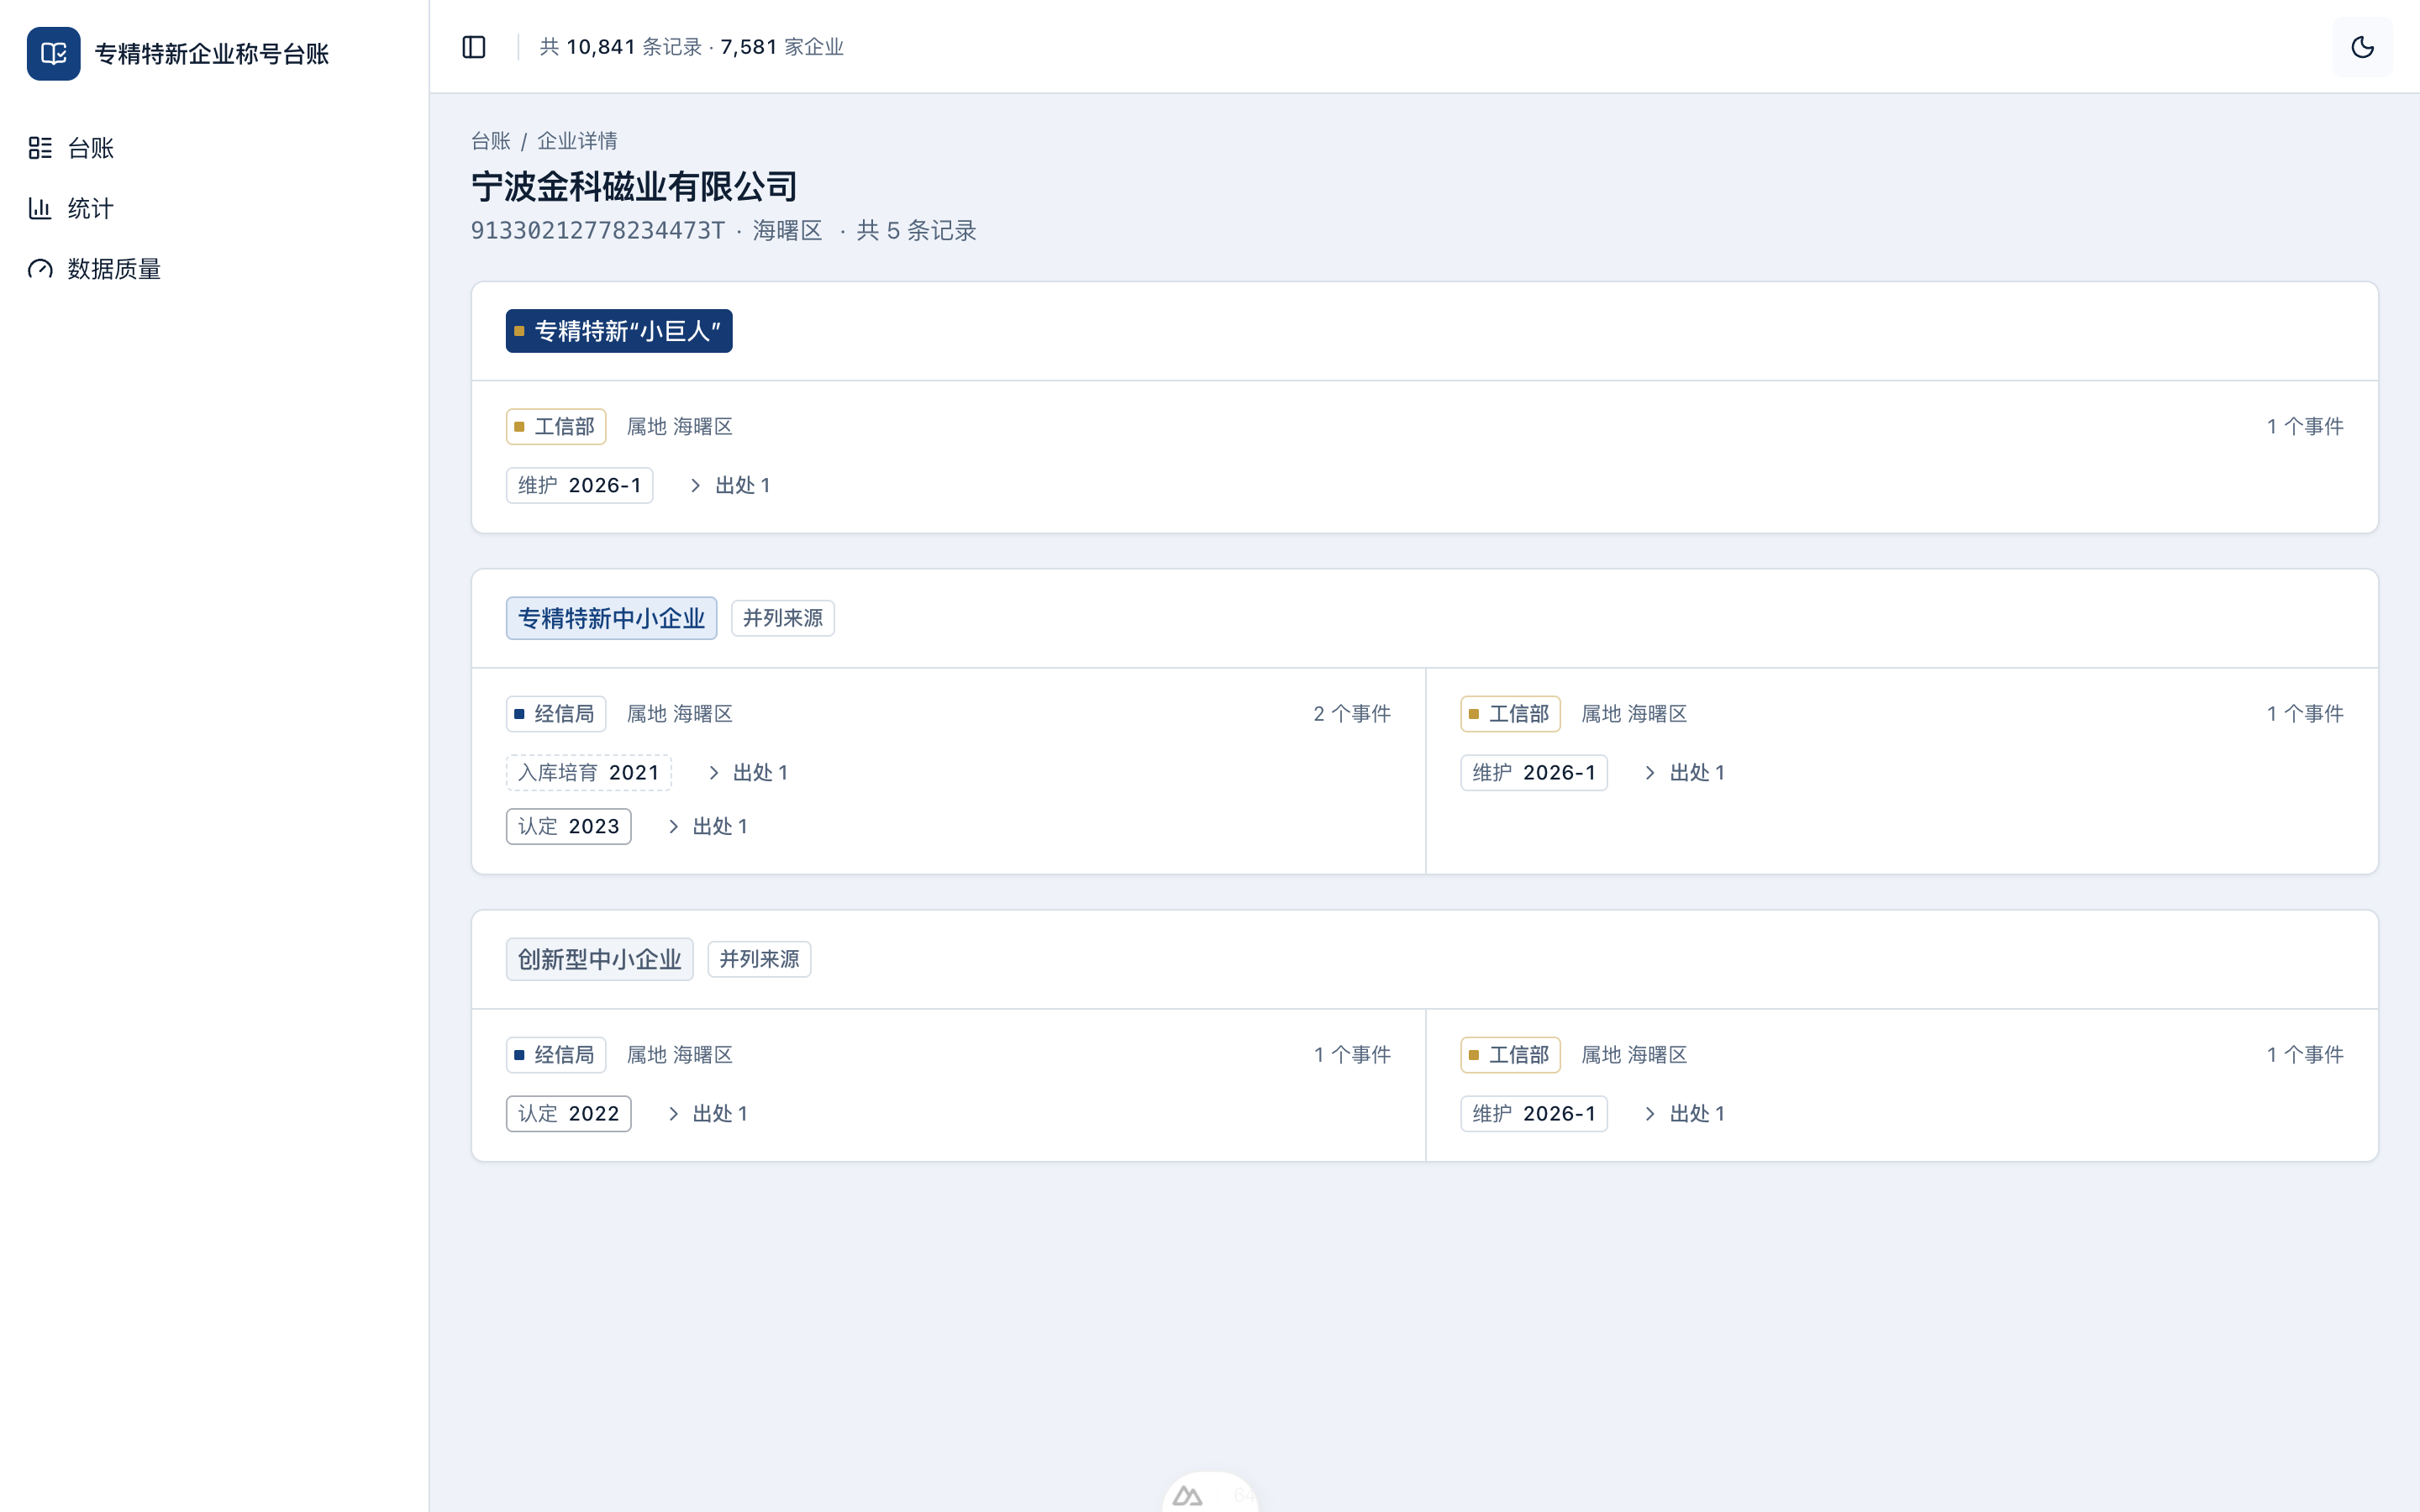 专精特新企业称号台账
台账
统计
数据质量
共 10,841 条记录 · 7,581 家企业
台账 / 企业详情
宁波金科磁业有限公司
91330212778234473T · 海曙区 · 共 5 条记录
专精特新“小巨人”
工信部 属地 海曙区 1 个事件
维护 2026-1 出处 1
专精特新中小企业 并列来源
经信局 属地 海曙区 2 个事件
入库培育 2021 出处 1
认定 2023 出处 1
工信部 属地 海曙区 1 个事件
维护 2026-1 出处 1
创新型中小企业 并列来源
经信局 属地 海曙区 1 个事件
认定 2022 出处 1
工信部 属地 海曙区 1 个事件
维护 2026-1 出处 1